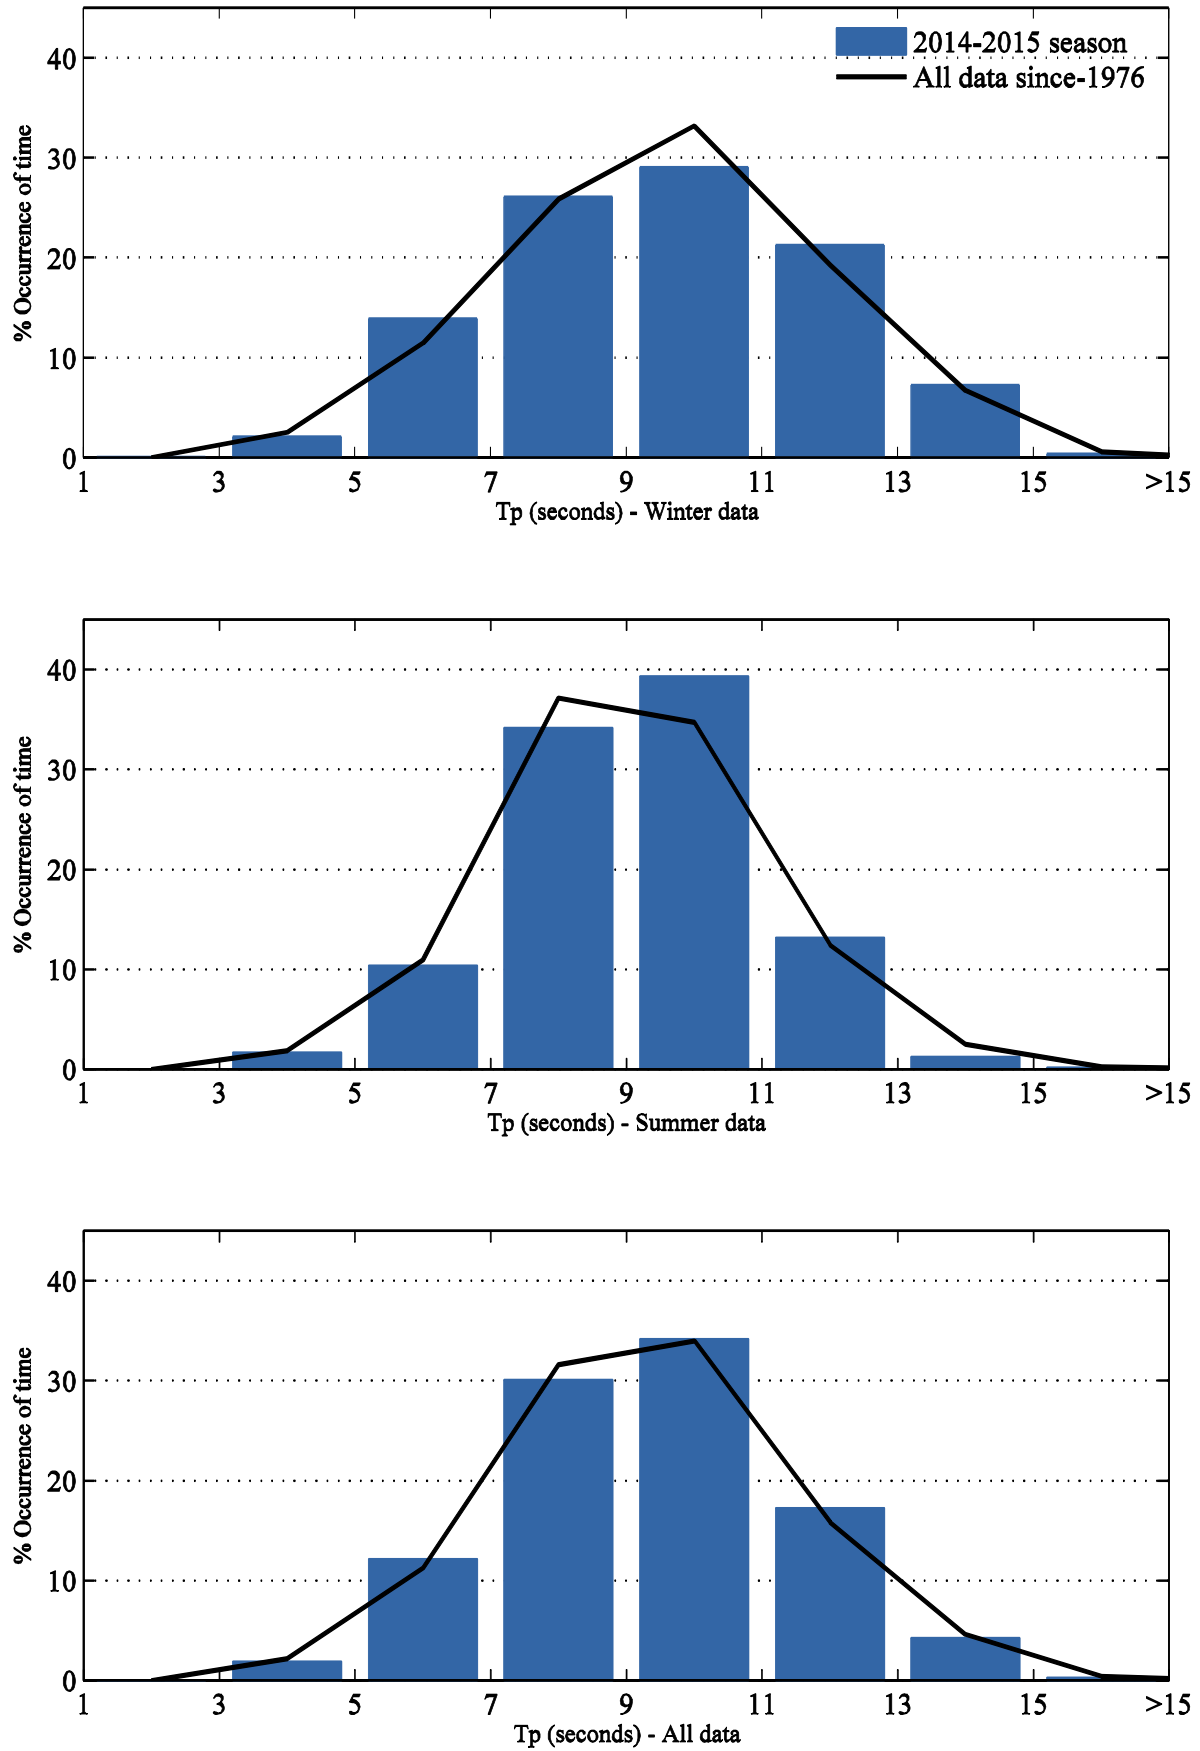 2014-2015 season
All data since-1976
% Occurrence of time
40
30
20
10
0
1 3 5 7 9 11 13 15 >15
Tp (seconds) - Winter data
% Occurrence of time
40
30
20
10
0
1 3 5 7 9 11 13 15 >15
Tp (seconds) - Summer data
% Occurrence of time
40
30
20
10
0
1 3 5 7 9 11 13 15 >15
Tp (seconds) - All data